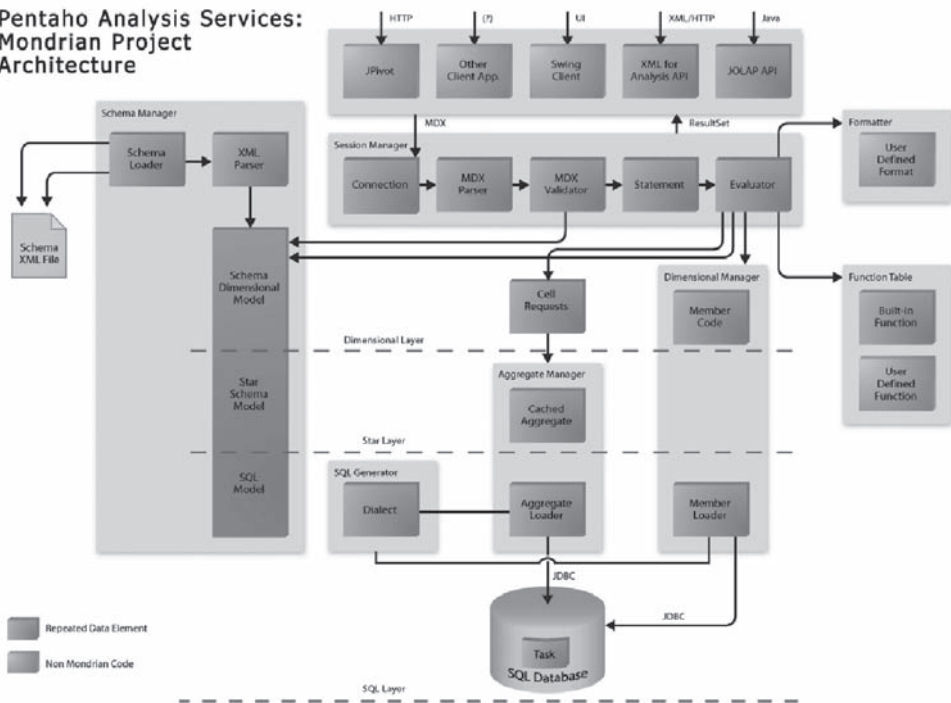 Pentaho Analysis Services:
Mondrian Project
Architecture
HTTP
(?)
UI
XML/HTTP
Java
JPivot
Other
Client App.
Swing
Client
XML for
Analysis API
JOLAP API
MDX
ResultSet
Schema Manager
Schema
Loader
XML
Parser
Schema
XML File
Session Manager
Connection
MDX
Parser
MDX
Validator
Statement
Evaluator
Formatter
User
Defined
Format
Schema
Dimensional
Model
Cell
Requests
Dimensional Manager
Member
Code
Function Table
Built-in
Function
User
Defined
Function
Dimensional Layer
Star
Schema
Model
Aggregate Manager
Cached
Aggregate
Star Layer
SQL
Model
SQL Generator
Dialect
Aggregate
Loader
Member
Loader
JDBC
JDBC
Task
SQL Database
Repeated Data Element
Non Mondrian Code
SQL Layer